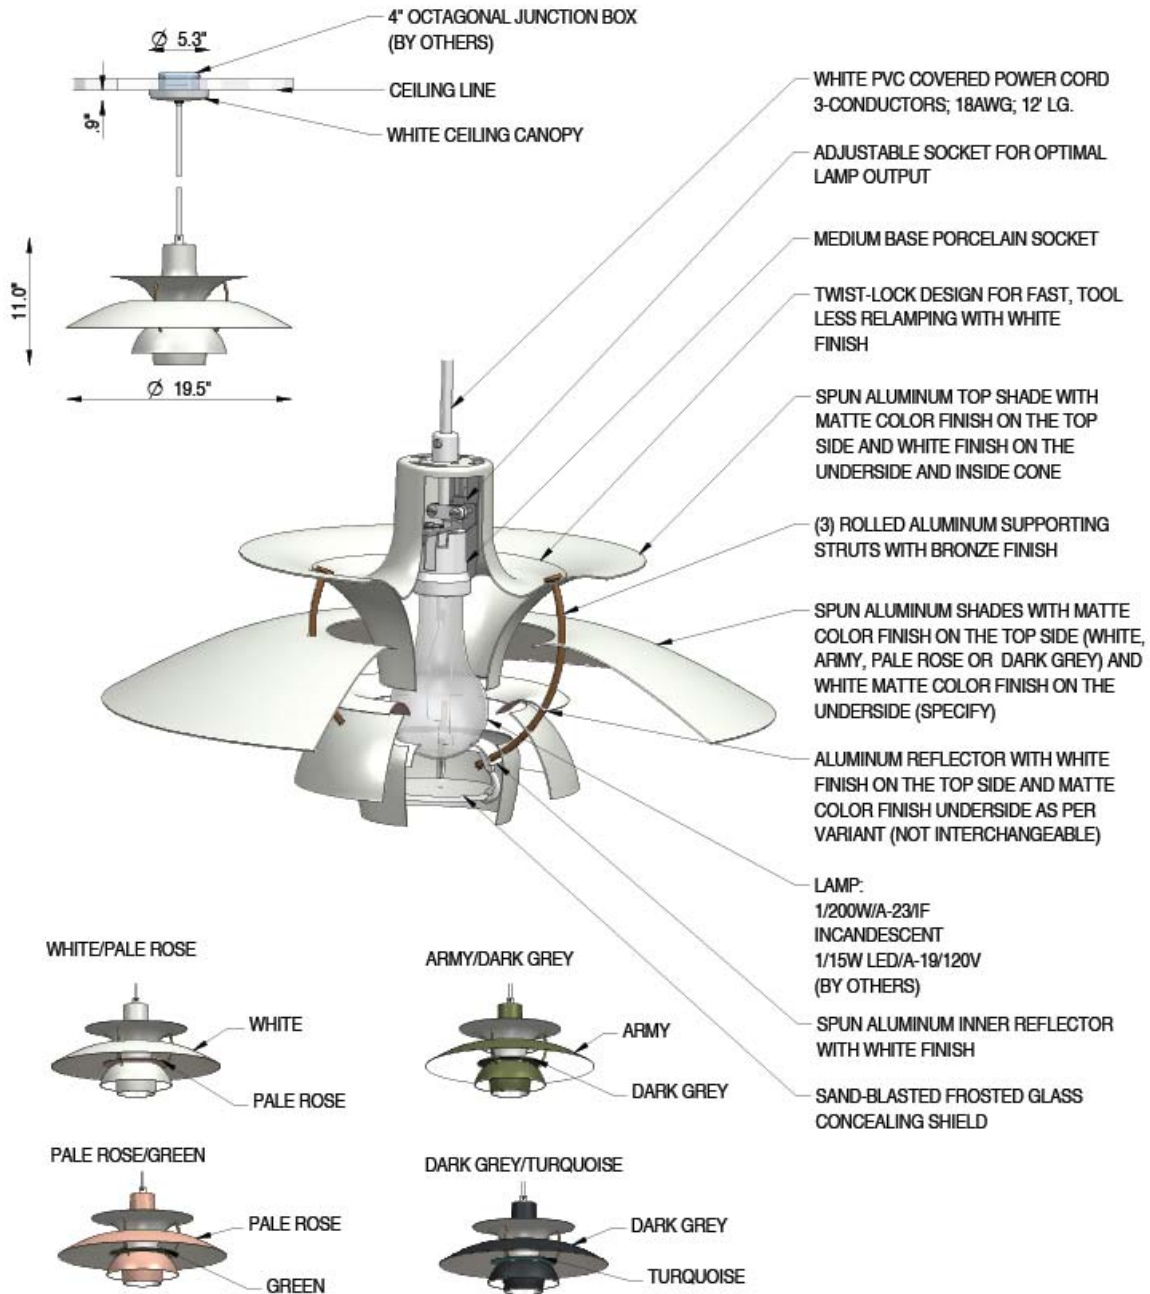 4" OCTAGONAL JUNCTION BOX
(BY OTHERS)
Ø 5.3"
CEILING LINE
.9"
WHITE CEILING CANOPY
11.0"
Ø 19.5"
WHITE PVC COVERED POWER CORD
3-CONDUCTORS; 18AWG; 12' LG.
ADJUSTABLE SOCKET FOR OPTIMAL
LAMP OUTPUT
MEDIUM BASE PORCELAIN SOCKET
TWIST-LOCK DESIGN FOR FAST, TOOL
LESS RELAMPING WITH WHITE
FINISH
SPUN ALUMINUM TOP SHADE WITH
MATTE COLOR FINISH ON THE TOP
SIDE AND WHITE FINISH ON THE
UNDERSIDE AND INSIDE CONE
(3) ROLLED ALUMINUM SUPPORTING
STRUTS WITH BRONZE FINISH
SPUN ALUMINUM SHADES WITH MATTE
COLOR FINISH ON THE TOP SIDE (WHITE,
ARMY, PALE ROSE OR DARK GREY) AND
WHITE MATTE COLOR FINISH ON THE
UNDERSIDE (SPECIFY)
ALUMINUM REFLECTOR WITH WHITE
FINISH ON THE TOP SIDE AND MATTE
COLOR FINISH UNDERSIDE AS PER
VARIANT (NOT INTERCHANGEABLE)
LAMP:
1/200W/A-23/IF
INCANDESCENT
1/15W LED/A-19/120V
(BY OTHERS)
SPUN ALUMINUM INNER REFLECTOR
WITH WHITE FINISH
SAND-BLASTED FROSTED GLASS
CONCEALING SHIELD
WHITE/PALE ROSE
WHITE
PALE ROSE
ARMY/DARK GREY
ARMY
DARK GREY
PALE ROSE/GREEN
PALE ROSE
GREEN
DARK GREY/TURQUOISE
DARK GREY
TURQUOISE